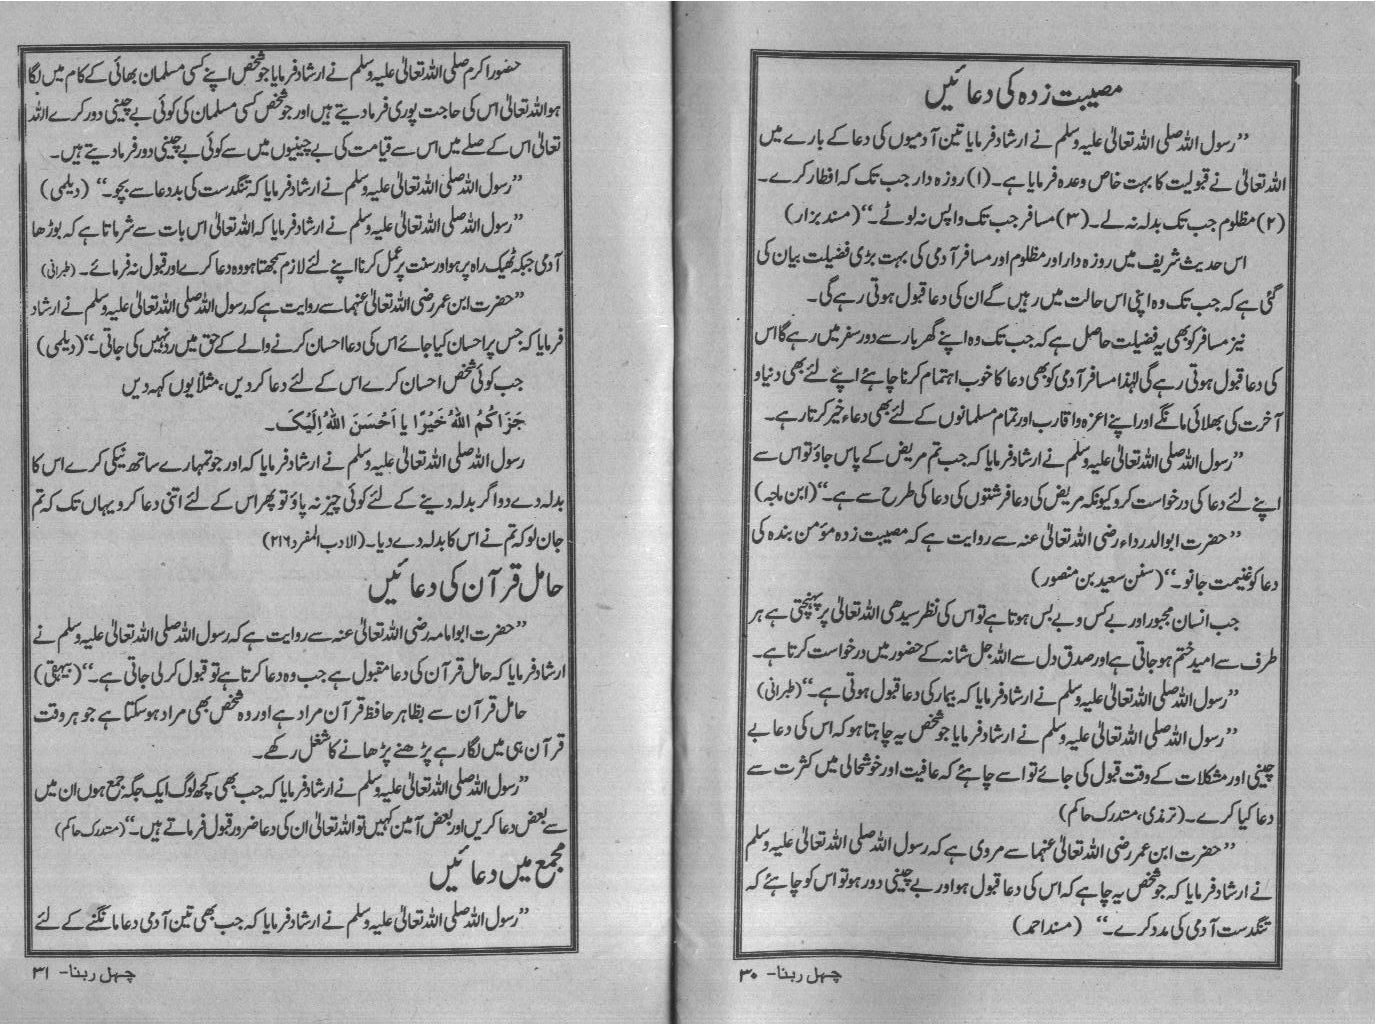 مصیبت زدہ کی دعائیں
”رسول اللہ صلی اللہ تعالیٰ علیہ وسلم نے ارشاد فرمایا تین آدمیوں کی دعا کے بارے میں
اللہ تعالیٰ نے قبولیت کا بہت خاص وعدہ فرمایا ہے۔ (۱) روزہ دار جب تک کہ افطار کرے۔
(۲) مظلوم جب تک بدلہ نہ لے۔ (۳) مسافر جب تک واپس نہ لوٹے۔“ (مسند بزار)
اس حدیث شریف میں روزہ دار اور مظلوم اور مسافر آدمی کی بہت بڑی فضیلت بیان کی
گئی ہے کہ جب تک وہ اپنی اس حالت میں رہیں گے ان کی دعا قبول ہوتی رہے گی۔
نیز مسافر کو بھی یہ فضیلت حاصل ہے کہ جب تک وہ اپنے گھر بار سے دور سفر میں رہے گا اس
کی دعا قبول ہوتی رہے گی لہٰذا مسافر آدمی کو بھی دعا کا خوب اہتمام کرنا چاہئے اپنے لئے بھی دنیا و
آخرت کی بھلائی مانگے اور اپنے اعزہ و اقارب اور تمام مسلمانوں کے لئے بھی دعاء خیر کرتا رہے۔
”رسول اللہ صلی اللہ تعالیٰ علیہ وسلم نے ارشاد فرمایا کہ جب تم مریض کے پاس جاؤ تو اس سے
اپنے لئے دعا کی درخواست کرو کیونکہ مریض کی دعا فرشتوں کی دعا کی طرح سے ہے۔“ (ابن ماجہ)
”حضرت ابو الدرداء رضی اللہ تعالیٰ عنہ سے روایت ہے کہ مصیبت زدہ مؤمن بندہ کی
دعا کو غنیمت جانو۔“ (سنن سعید بن منصور)
جب انسان مجبور اور بے کس و بے بس ہوتا ہے تو اس کی نظر سیدھی اللہ تعالیٰ پر پہنچتی ہے ہر
طرف سے امید ختم ہو جاتی ہے اور صدق دل سے اللہ جل شانہ کے حضور میں درخواست کرتا ہے۔
”رسول اللہ صلی اللہ تعالیٰ علیہ وسلم نے ارشاد فرمایا کہ بیمار کی دعا قبول ہوتی ہے۔“ (طبرانی)
”رسول اللہ صلی اللہ تعالیٰ علیہ وسلم نے ارشاد فرمایا جو شخص یہ چاہتا ہو کہ اس کی دعا بے
چینی اور مشکلات کے وقت قبول کی جائے تو اسے چاہئے کہ عافیت اور خوشحالی میں کثرت سے
دعا کیا کرے۔ (ترمذی، مستدرک حاکم)
”حضرت ابن عمر رضی اللہ تعالیٰ عنہما سے مروی ہے کہ رسول اللہ صلی اللہ تعالیٰ علیہ وسلم
نے ارشاد فرمایا کہ جو شخص یہ چاہے کہ اس کی دعا قبول ہو اور بے چینی دور ہو تو اس کو چاہئے کہ
تنگدست آدمی کی مدد کرے۔“ (مسند احمد)
چہل ربنا - ۳۰
حضور اکرم صلی اللہ تعالیٰ علیہ وسلم نے ارشاد فرمایا جو شخص اپنے کسی مسلمان بھائی کے کام میں لگا
ہو اللہ تعالیٰ اس کی حاجت پوری فرما دیتے ہیں اور جو شخص کسی مسلمان کی کوئی بے چینی دور کرے اللہ
تعالیٰ اس کے صلے میں اس سے قیامت کی بے چینیوں میں سے کوئی بے چینی دور فرما دیتے ہیں۔
”رسول اللہ صلی اللہ تعالیٰ علیہ وسلم نے ارشاد فرمایا کہ تنگدست کی بددعا سے بچو۔“ (دیلمی)
”رسول اللہ صلی اللہ تعالیٰ علیہ وسلم نے ارشاد فرمایا کہ اللہ تعالیٰ اس بات سے شرماتا ہے کہ بوڑھا
آدمی جبکہ ٹھیک راہ پر ہو اور سنت پر عمل کرنا اپنے لئے لازم سمجھتا ہو وہ دعا کرے اور قبول نہ فرمائے۔ (طبرانی)
”حضرت ابن عمر رضی اللہ تعالیٰ عنہما سے روایت ہے کہ رسول اللہ صلی اللہ تعالیٰ علیہ وسلم نے ارشاد
فرمایا کہ جس پر احسان کیا جائے اس کی دعا احسان کرنے والے کے حق میں رد نہیں کی جاتی۔“ (دیلمی)
جب کوئی شخص احسان کرے اس کے لئے دعا کر دیں، مثلاً یوں کہہ دیں
جَزَاکُمُ اللہُ خَیْرًا یا اَحْسَنَ اللہُ اِلَیْکَ۔
رسول اللہ صلی اللہ تعالیٰ علیہ وسلم نے ارشاد فرمایا کہ اور جو تمہارے ساتھ نیکی کرے اس کا
بدلہ دے دو اگر بدلہ دینے کے لئے کوئی چیز نہ پاؤ تو پھر اس کے لئے اتنی دعا کرو یہاں تک کہ تم
جان لو کہ تم نے اس کا بدلہ دے دیا۔ (الادب المفرد ۲۱۶)
حامل قرآن کی دعائیں
”حضرت ابو امامہ رضی اللہ تعالیٰ عنہ سے روایت ہے کہ رسول اللہ صلی اللہ تعالیٰ علیہ وسلم نے
ارشاد فرمایا کہ حامل قرآن کی دعا مقبول ہے جب وہ دعا کرتا ہے تو قبول کر لی جاتی ہے۔“ (بیہقی)
حامل قرآن سے بظاہر حافظ قرآن مراد ہے اور وہ شخص بھی مراد ہو سکتا ہے جو ہر وقت
قرآن ہی میں لگا رہے پڑھنے پڑھانے کا شغل رکھے۔
”رسول اللہ صلی اللہ تعالیٰ علیہ وسلم نے ارشاد فرمایا کہ جب بھی کچھ لوگ ایک جگہ جمع ہوں ان میں
سے بعض دعا کریں اور بعض آمین کہیں تو اللہ تعالیٰ ان کی دعا ضرور قبول فرماتے ہیں۔“ (مستدرک حاکم)
مجمع میں دعائیں
”رسول اللہ صلی اللہ تعالیٰ علیہ وسلم نے ارشاد فرمایا کہ جب بھی تین آدمی دعا مانگنے کے لئے
چہل ربنا - ۳۱